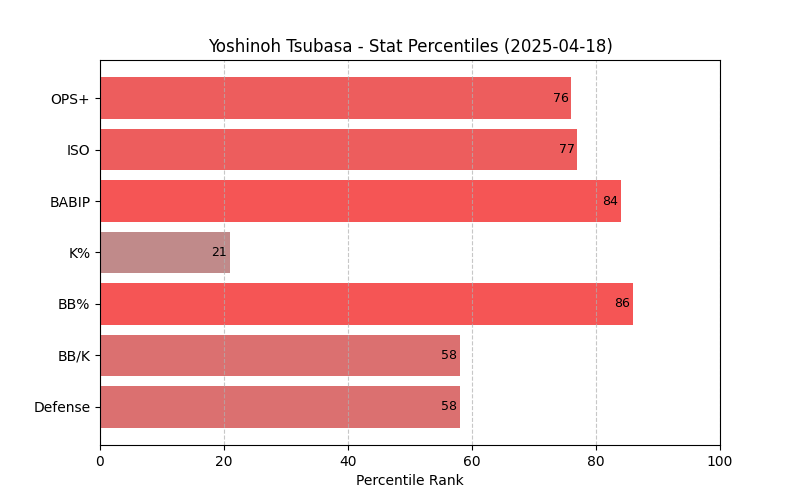 Yoshinoh Tsubasa - Stat Percentiles (2025-04-18)
OPS+ 76
ISO 77
BABIP 84
K% 21
BB% 86
BB/K 58
Defense 58
0 20 40 60 80 100
Percentile Rank